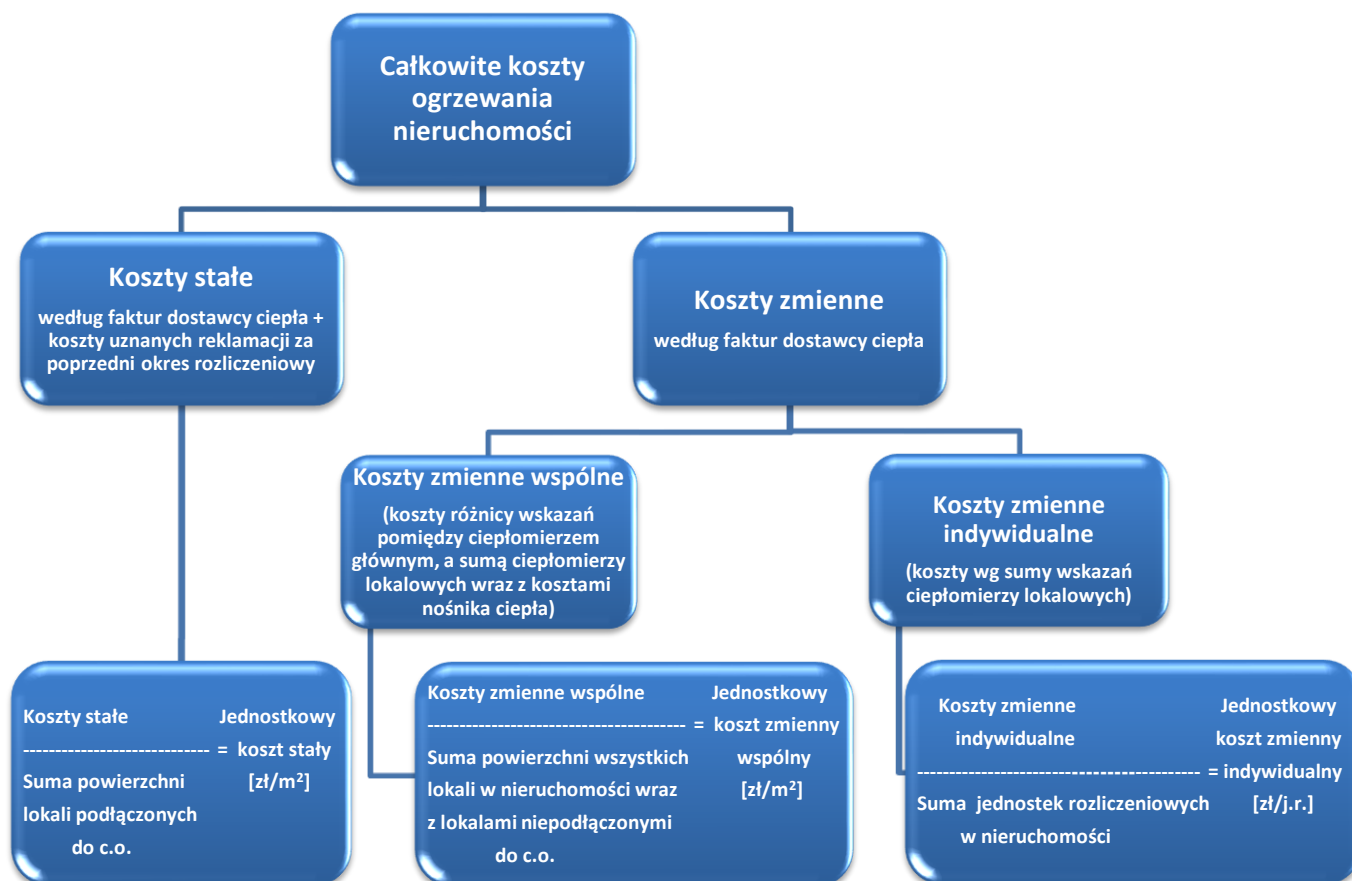 Całkowite koszty
ogrzewania
nieruchomości
Koszty stałe
według faktur dostawcy ciepła +
koszty uznanych reklamacji za
poprzedni okres rozliczeniowy
Koszty zmienne
według faktur dostawcy ciepła
Koszty zmienne wspólne
(koszty różnicy wskazań
pomiędzy ciepłomierzem
głównym, a sumą ciepłomierzy
lokalowych wraz z kosztami
nośnika ciepła)
Koszty zmienne
indywidualne
(koszty wg sumy wskazań
ciepłomierzy lokalowych)
Koszty stałe Jednostkowy
----------------------------- = koszt stały
Suma powierzchni [zł/m²]
lokali podłączonych
do c.o.
Koszty zmienne wspólne Jednostkowy
---------------------------------------- = koszt zmienny
Suma powierzchni wszystkich wspólny
lokali w nieruchomości wraz [zł/m²]
z lokalami niepodłączonymi
do c.o.
Koszty zmienne Jednostkowy
indywidualne koszt zmienny
-------------------------------------------- = indywidualny
Suma jednostek rozliczeniowych [zł/j.r.]
w nieruchomości